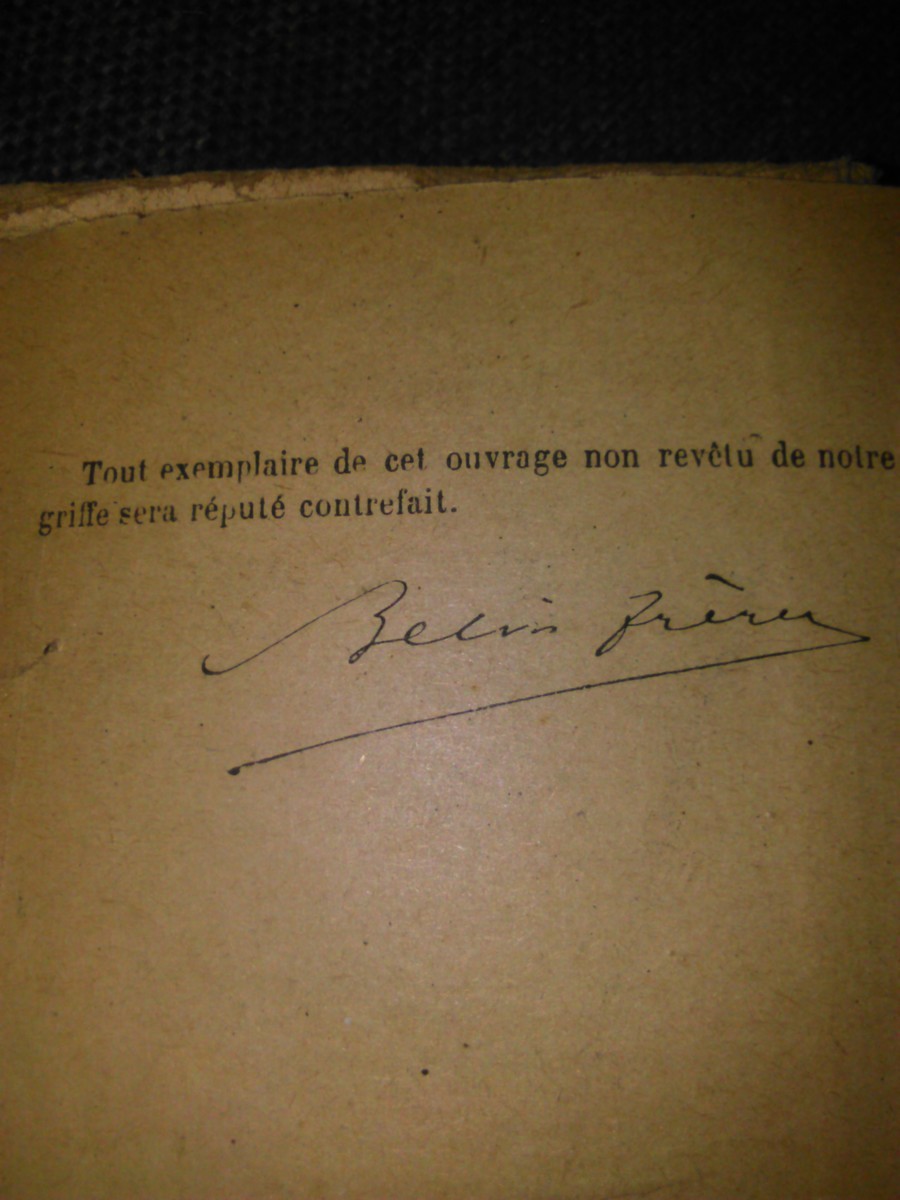 Tout exemplaire de cet ouvrage non revêtu de notre
griffe sera réputé contrefait.
Belin frères